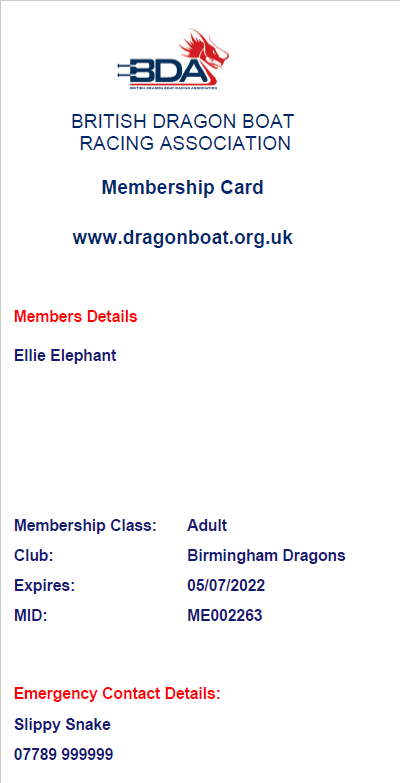 BDA
BRITISH DRAGON BOAT RACING ASSOCIATION
BRITISH DRAGON BOAT
RACING ASSOCIATION
Membership Card
www.dragonboat.org.uk
Members Details
Ellie Elephant
Membership Class: Adult
Club: Birmingham Dragons
Expires: 05/07/2022
MID: ME002263
Emergency Contact Details:
Slippy Snake
07789 999999